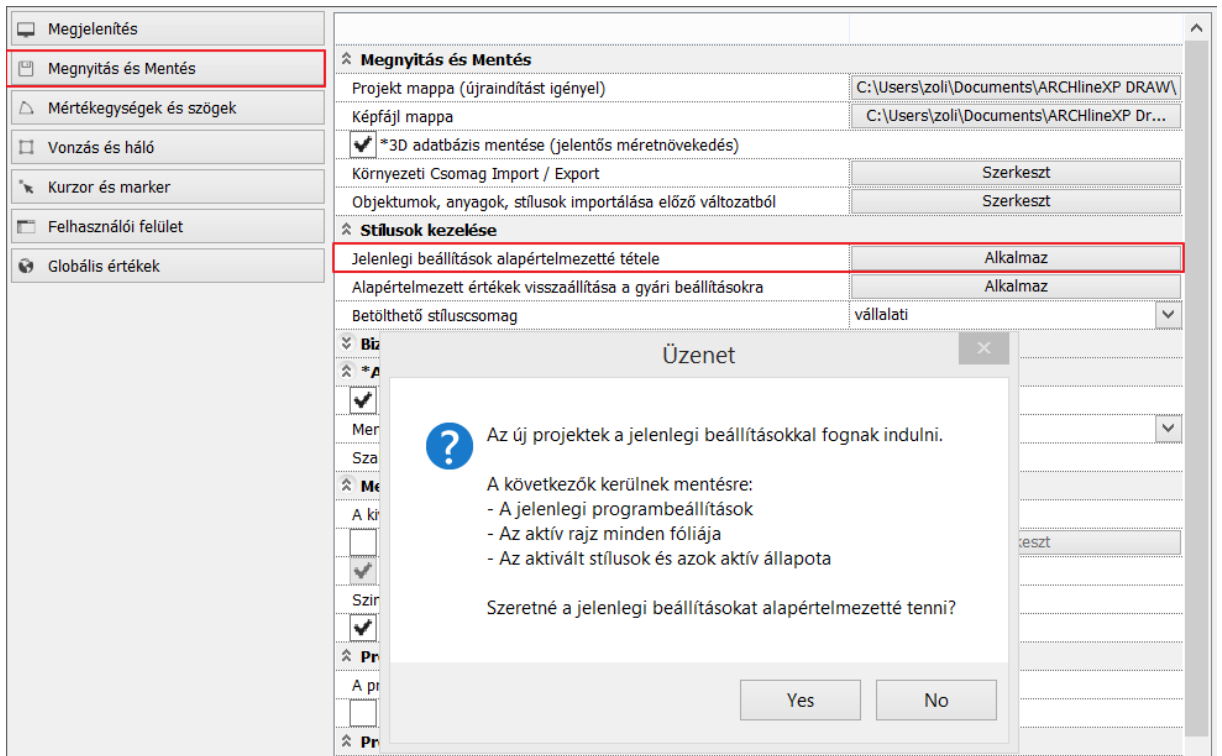 Megjelenítés
Megnyitás és Mentés
Mértékegységek és szögek
Vonzás és háló
Kurzor és marker
Felhasználói felület
Globális értékek
Megnyitás és Mentés
Projekt mappa (újraindítást igényel) C:\Users\zoli\Documents\ARCHlineXP DRAW\
Képfájl mappa C:\Users\zoli\Documents\ARCHlineXP Dr...
*3D adatbázis mentése (jelentős méretnövekedés)
Környezeti Csomag Import / Export Szerkeszt
Objektumok, anyagok, stílusok importálása előző változatból Szerkeszt
Stílusok kezelése
Jelenlegi beállítások alapértelmezetté tétele Alkalmaz
Alapértelmezett értékek visszaállítása a gyári beállításokra Alkalmaz
Betölthető stíluscsomag vállalati
Üzenet
Az új projektek a jelenlegi beállításokkal fognak indulni.
A következők kerülnek mentésre:
- A jelenlegi programbeállítások
- Az aktív rajz minden fóliája
- Az aktivált stílusok és azok aktív állapota
Szeretné a jelenlegi beállításokat alapértelmezetté tenni?
Yes No